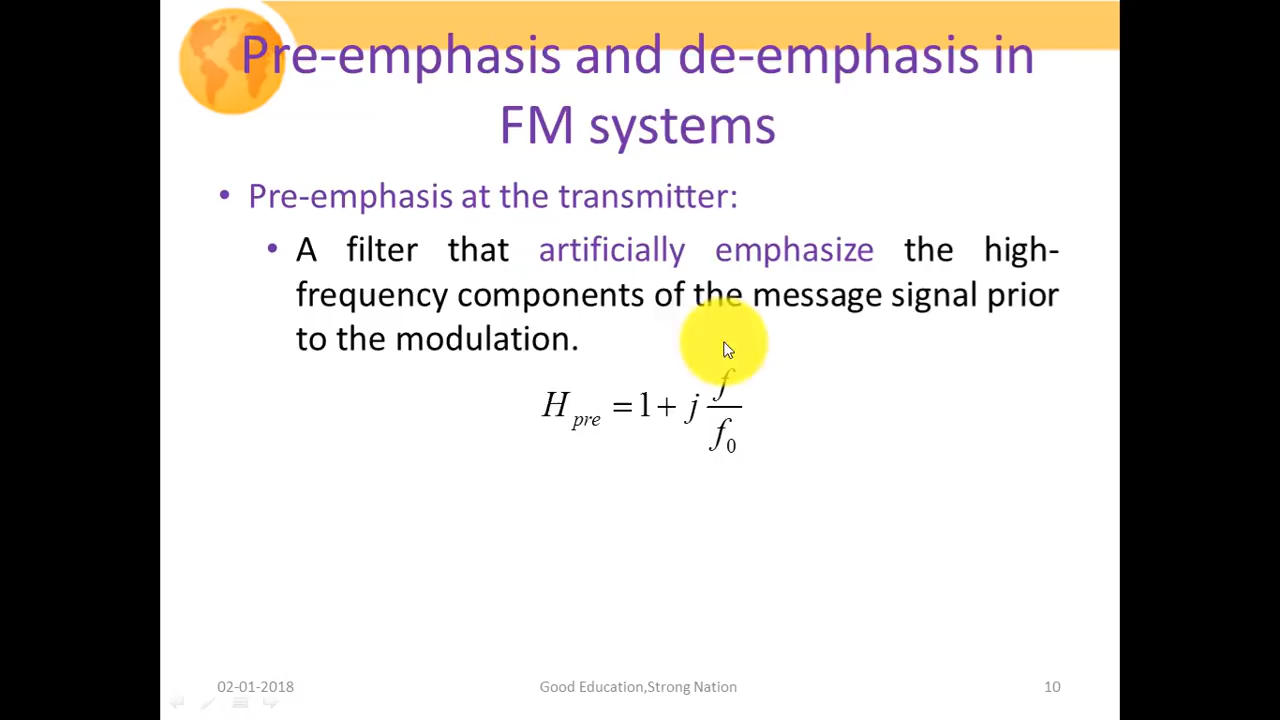 Pre-emphasis and de-emphasis in
FM systems
• Pre-emphasis at the transmitter:
• A filter that artificially emphasize the high-
frequency components of the message signal prior
to the modulation.
H_pre = 1 + j f/f_0
02-01-2018 Good Education,Strong Nation 10